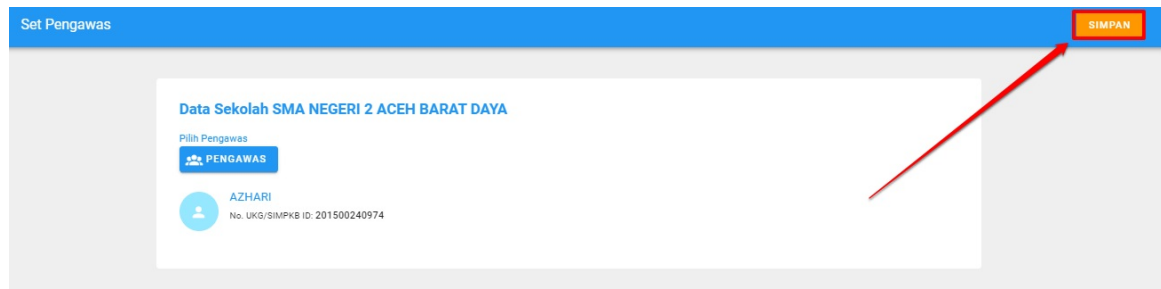 Set Pengawas
SIMPAN
Data Sekolah SMA NEGERI 2 ACEH BARAT DAYA
Pilih Pengawas
PENGAWAS
AZHARI
No. UKG/SIMPKB ID: 201500240974